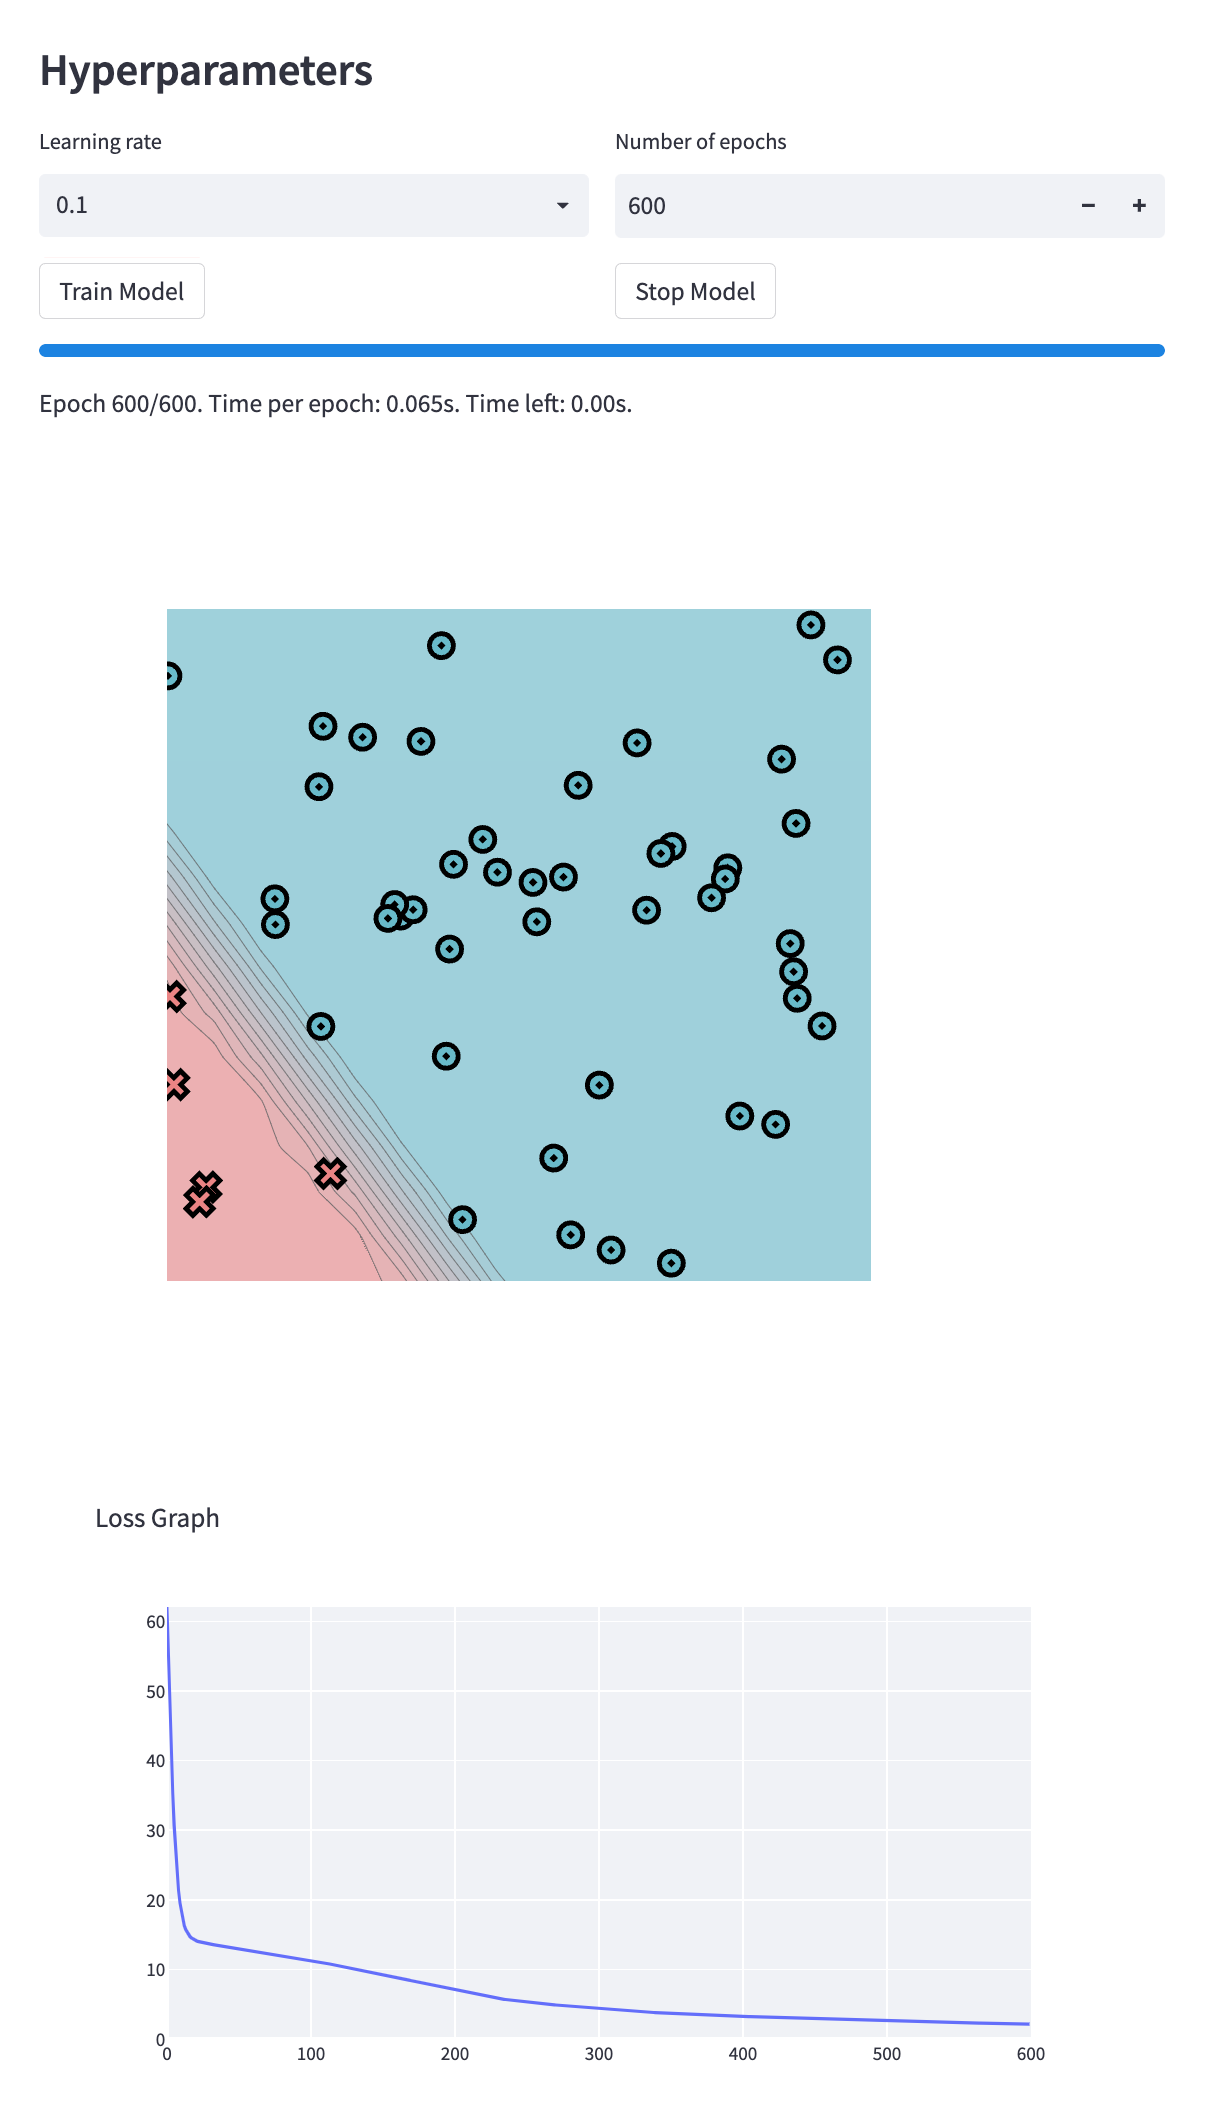 Hyperparameters
Learning rate
Number of epochs
0.1
600
Train Model
Stop Model
Epoch 600/600. Time per epoch: 0.065s. Time left: 0.00s.
Loss Graph
60
50
40
30
20
10
0
0 100 200 300 400 500 600